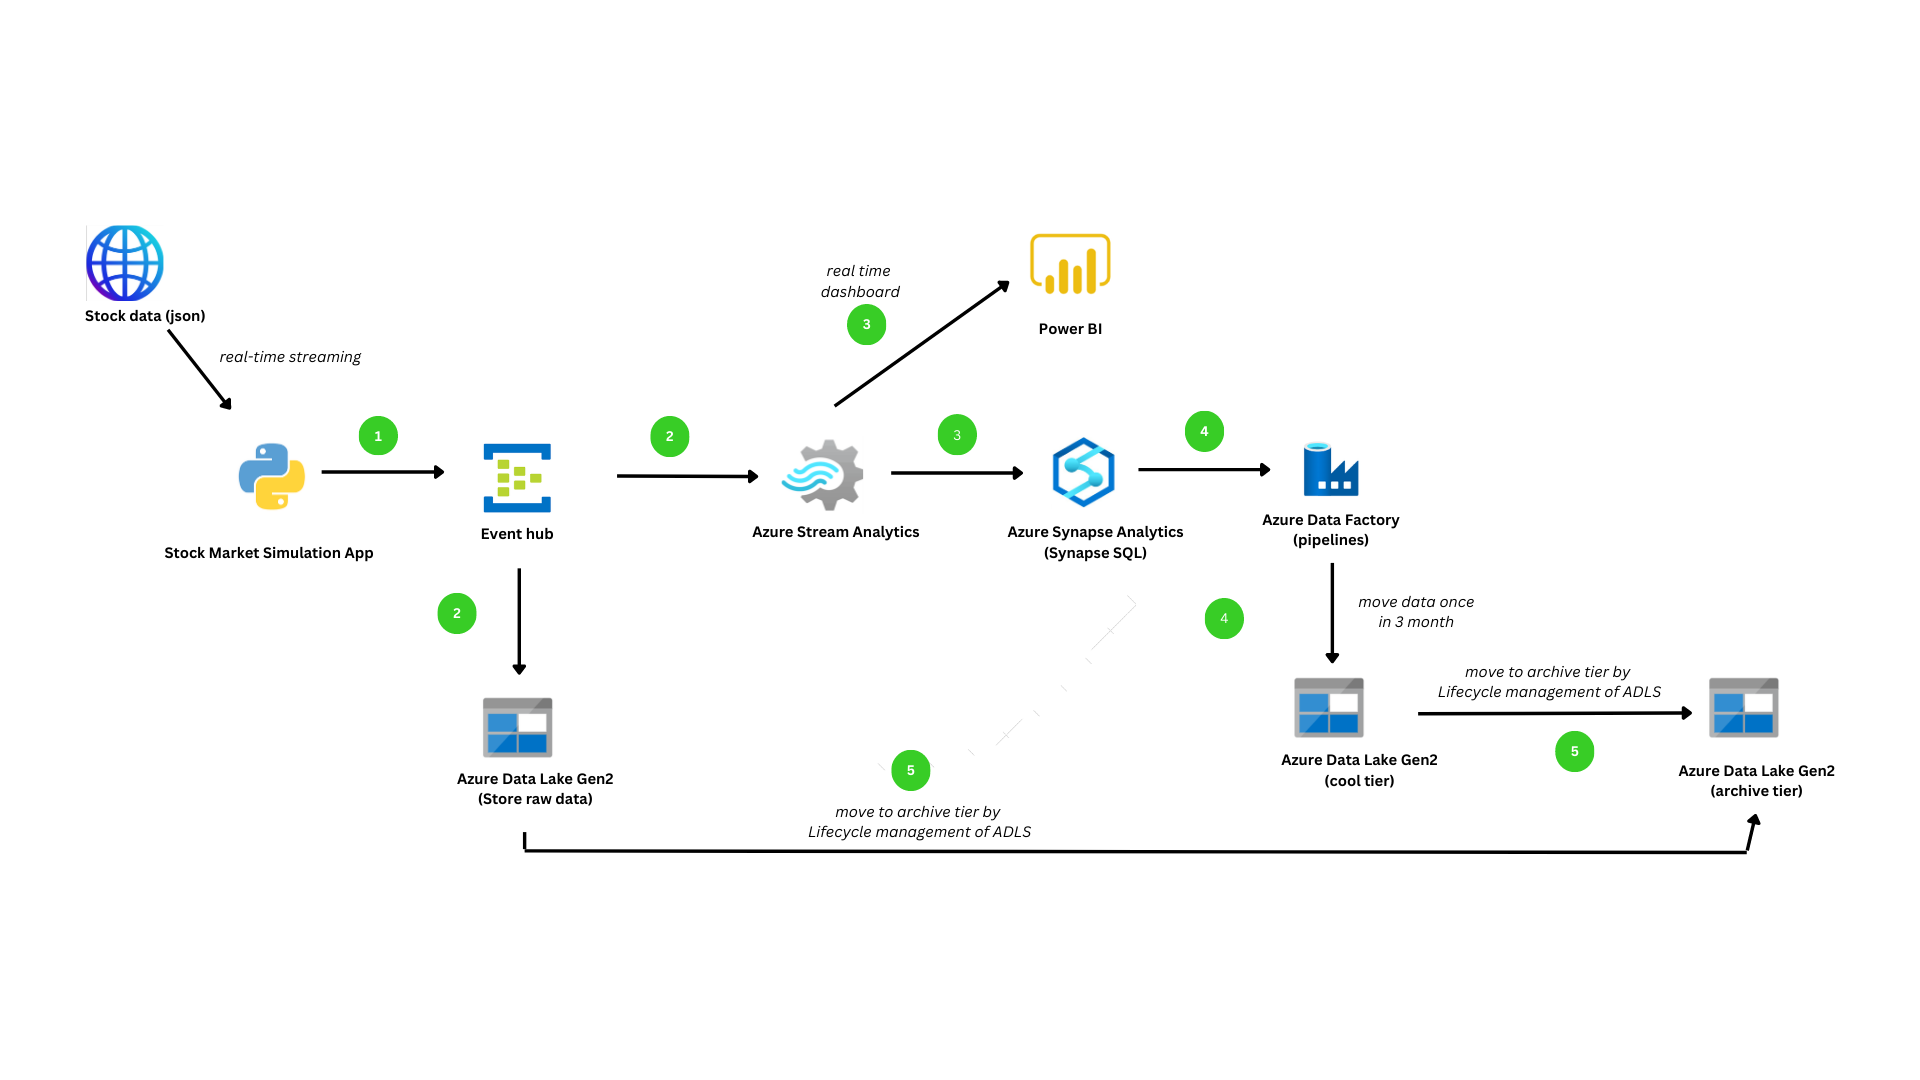 Stock data (json)
real-time streaming
1
Stock Market Simulation App
Event hub
2
2
Azure Data Lake Gen2
(Store raw data)
Azure Stream Analytics
real time
dashboard
3
Power BI
3
Azure Synapse Analytics
(Synapse SQL)
4
Azure Data Factory
(pipelines)
4
move data once
in 3 month
Azure Data Lake Gen2
(cool tier)
move to archive tier by
Lifecycle management of ADLS
5
Azure Data Lake Gen2
(archive tier)
5
move to archive tier by
Lifecycle management of ADLS